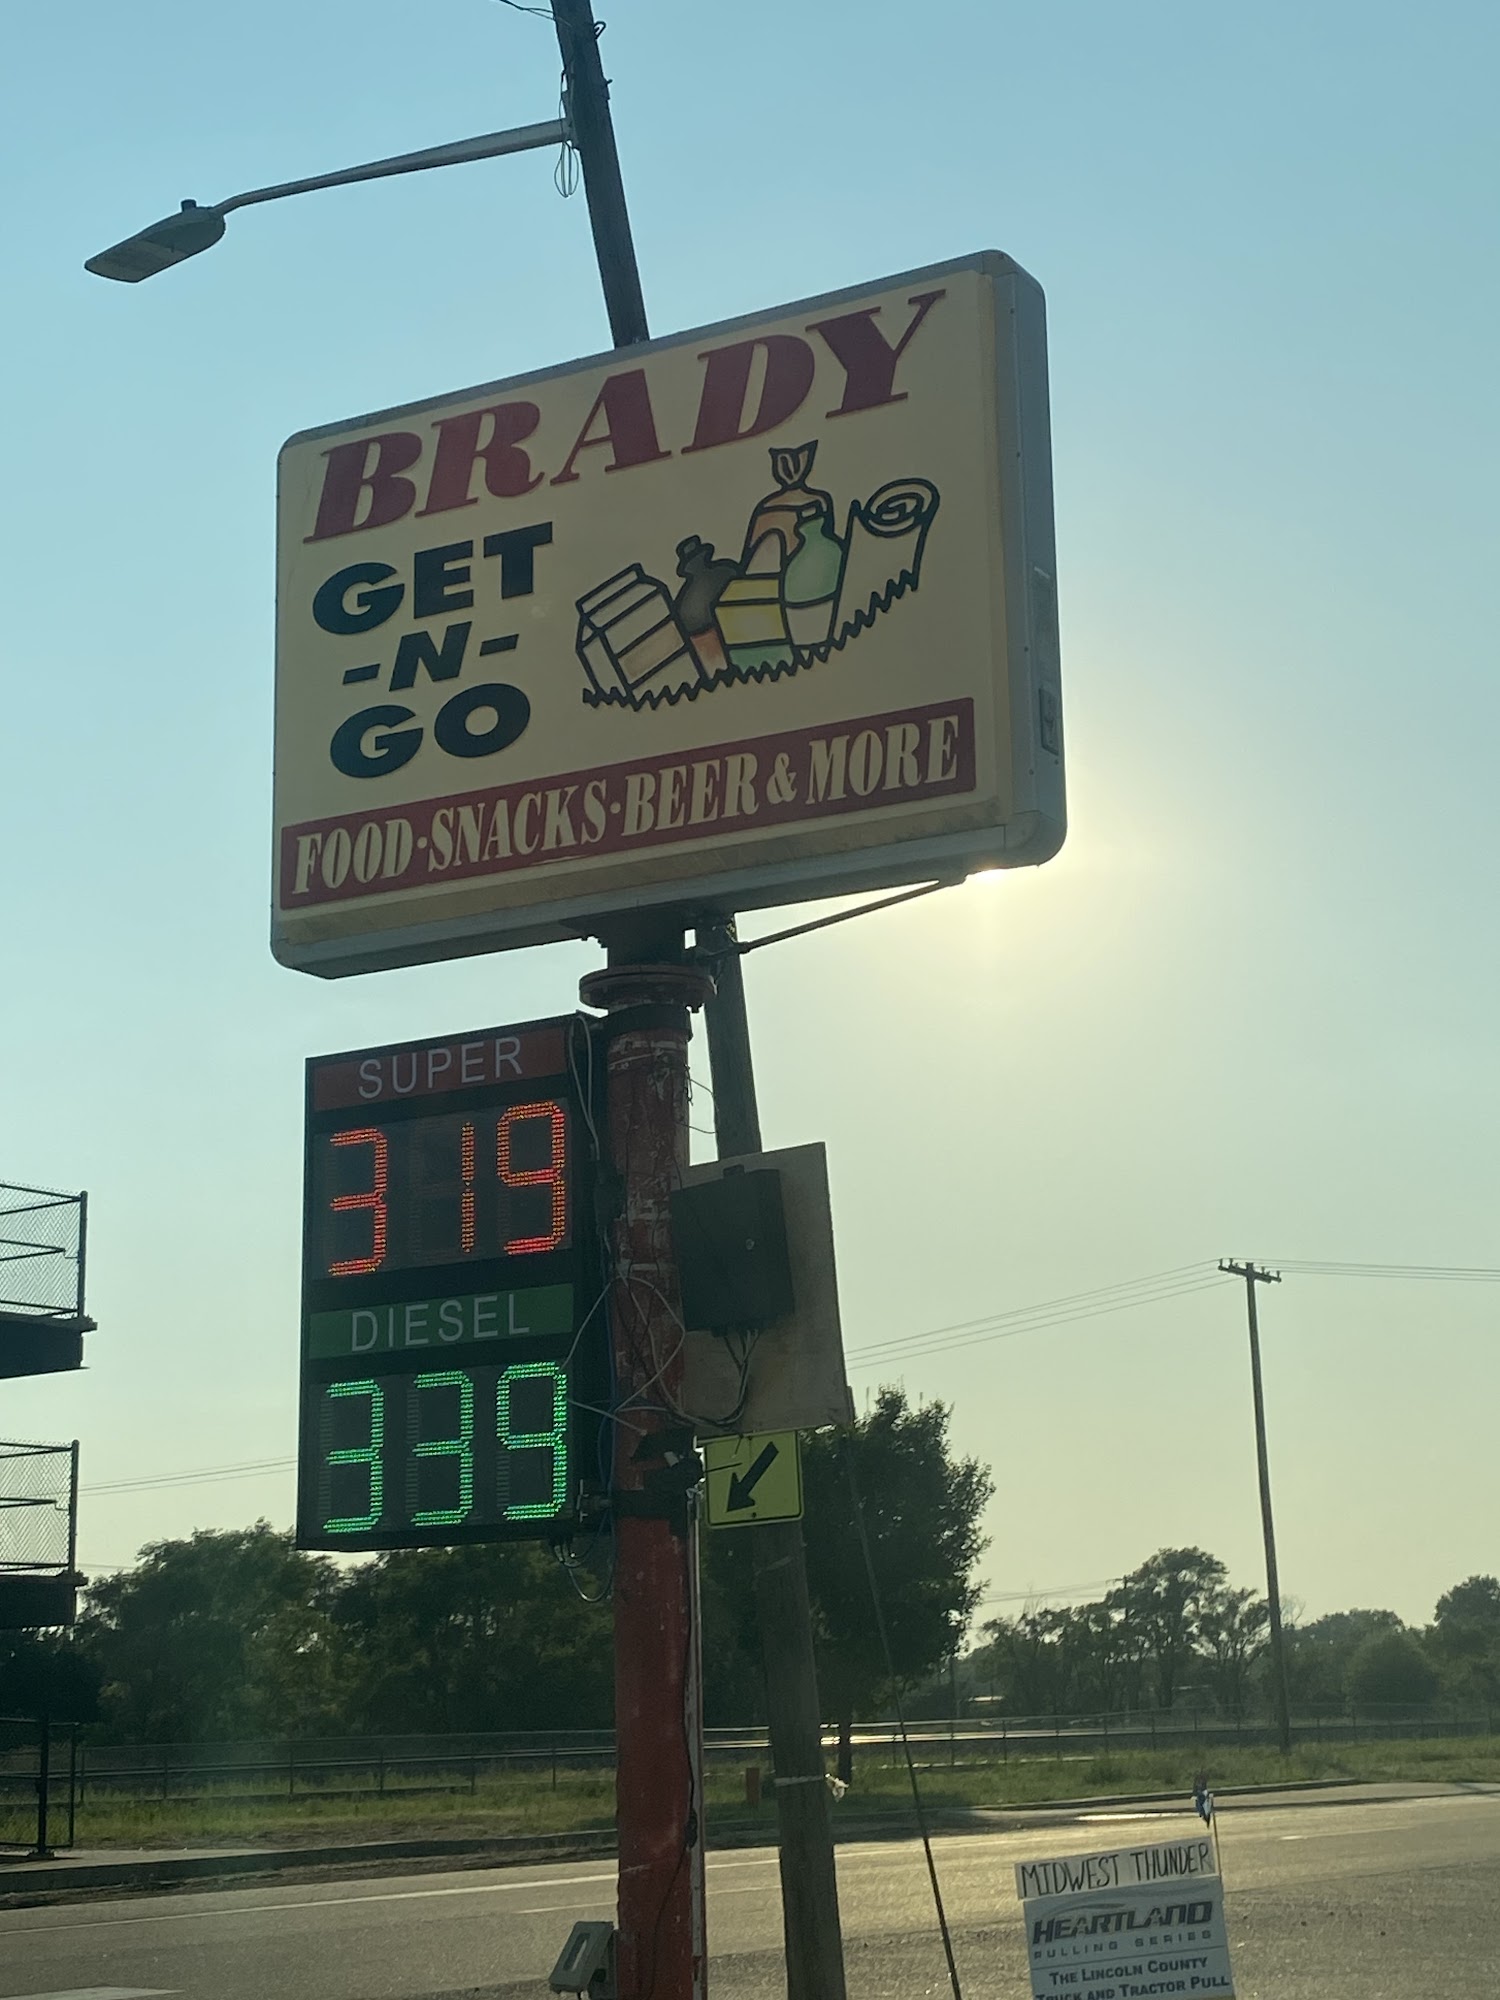 BRADY
GET
-N-
GO
FOOD·SNACKS·BEER & MORE
SUPER
319
DIESEL
339
MIDWEST THUNDER
HEARTLAND
PULLING SERIES
THE LINCOLN COUNTY
TRUCK AND TRACTOR PULL